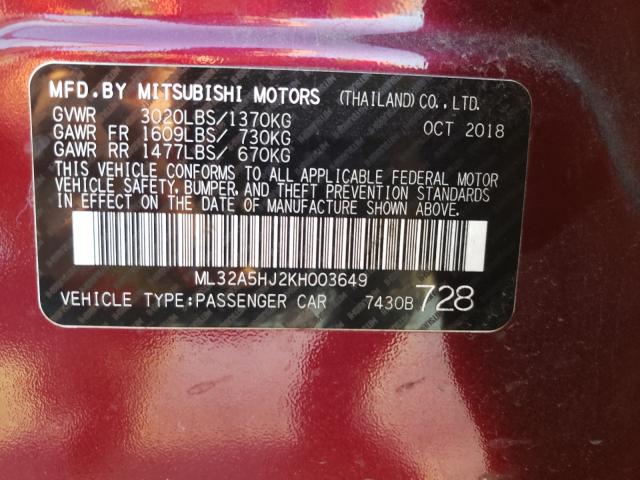 MFD.BY MITSUBISHI MOTORS (THAILAND) CO.,LTD.
GVWR 3020LBS/1370KG OCT 2018
GAWR FR 1609LBS/ 730KG
GAWR RR 1477LBS/ 670KG
THIS VEHICLE CONFORMS TO ALL APPLICABLE FEDERAL MOTOR
VEHICLE SAFETY, BUMPER, AND THEFT PREVENTION STANDARDS
IN EFFECT ON THE DATE OF MANUFACTURE SHOWN ABOVE.
ML32A5HJ2KH003649
VEHICLE TYPE:PASSENGER CAR 7430B 728